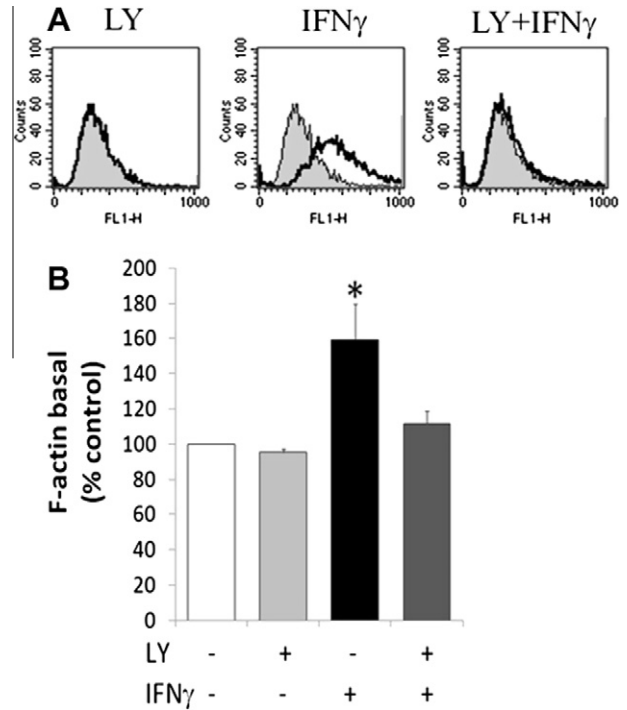 A
LY
IFNγ
LY+IFNγ
Counts
100
80
60
40
20
0
0
1000
FL1-H
Counts
100
80
60
40
20
0
0
1000
FL1-H
Counts
100
80
60
40
20
0
0
1000
FL1-H
B
F-actin basal
(% control)
200
180
160
140
120
100
80
60
40
20
0
*
LY - + - +
IFNγ - - + +